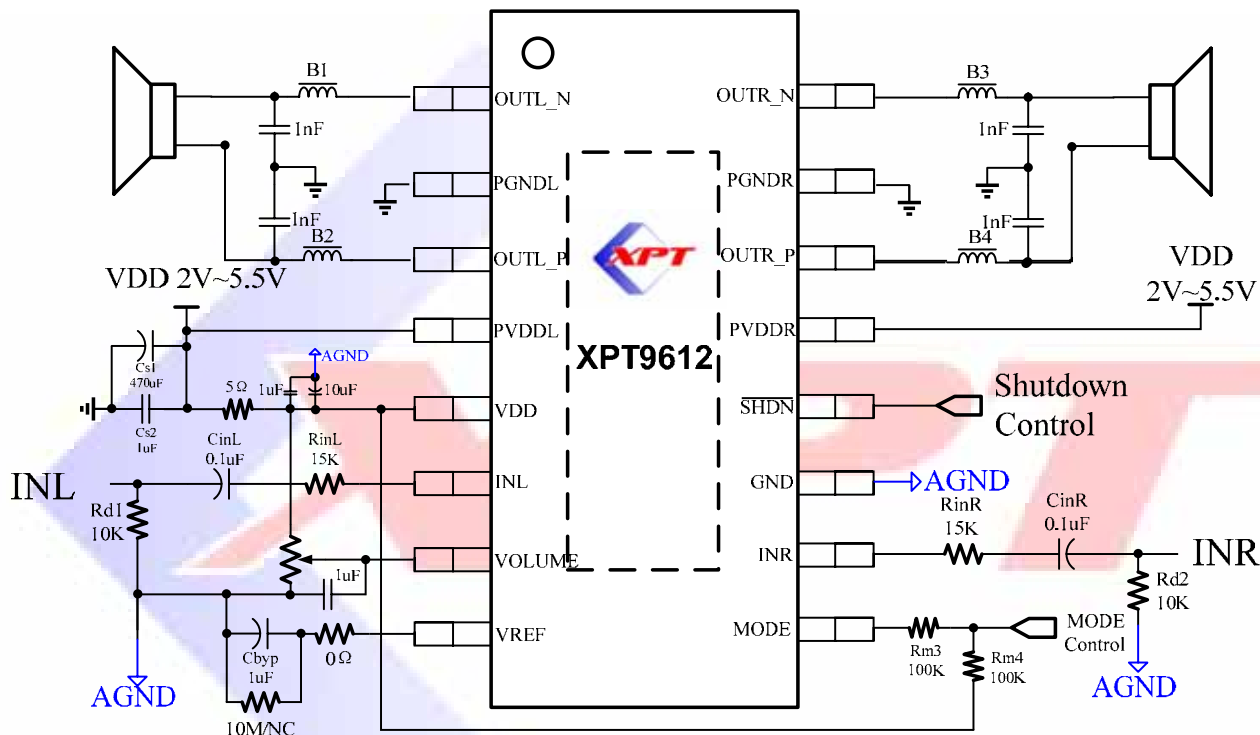 B1
B3
OUTL_N
OUTR_N
1nF
1nF
PGNDL
PGNDR
1nF
1nF
B2
B4
OUTL_P
OUTR_P
XPT
VDD 2V~5.5V
VDD
2V~5.5V
PVDDL
PVDDR
XPT9612
AGND
Cs1
470uF
5Ω
1uF
10uF
VDD
SHDN
Shutdown
Control
Cs2
1uF
CinL
0.1uF
RinL
15K
INL
INL
GND
AGND
Rd1
10K
RinR
15K
CinR
0.1uF
INR
INR
VOLUME
1uF
Rd2
10K
VREF
MODE
MODE
Control
Cbyp
1uF
0Ω
Rm3
100K
Rm4
100K
AGND
AGND
10M/NC
XPT